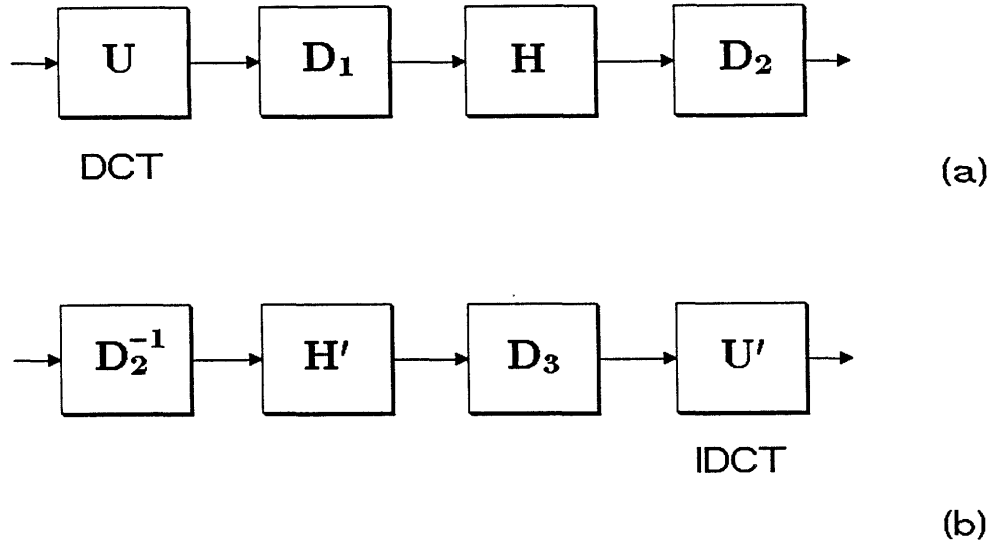 U D₁ H D₂
DCT
(a)
D₂⁻¹ H′ D₃ U′
IDCT
(b)